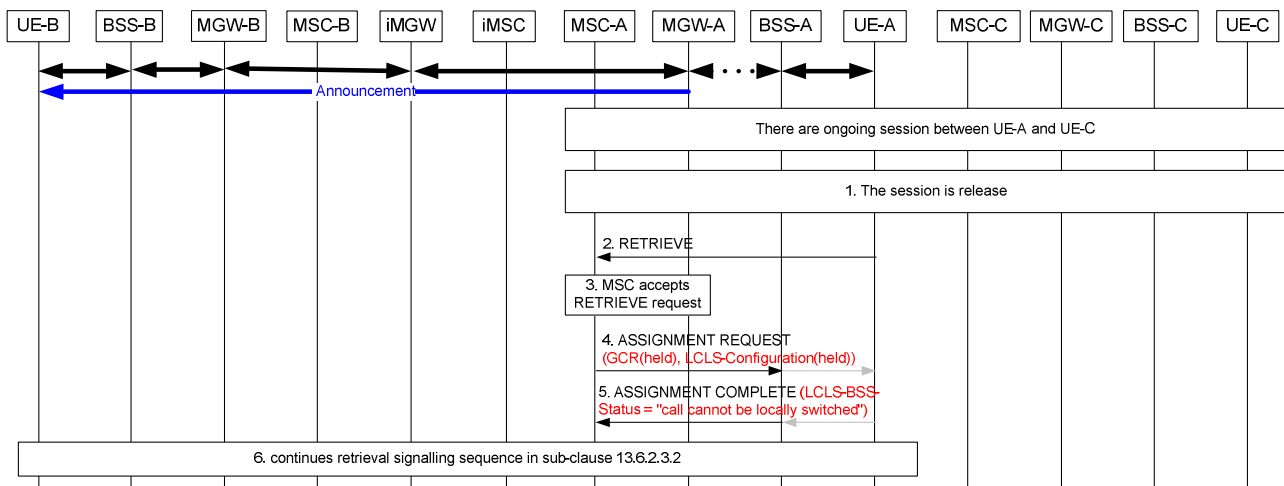 UE-B BSS-B MGW-B MSC-B iMGW iMSC MSC-A MGW-A BSS-A UE-A MSC-C MGW-C BSS-C UE-C
Announcement
There are ongoing session between UE-A and UE-C
1. The session is release
2. RETRIEVE
3. MSC accepts
RETRIEVE request
4. ASSIGNMENT REQUEST
(GCR(held), LCLS-Configuration(held))
5. ASSIGNMENT COMPLETE (LCLS-BSS-
Status = "call cannot be locally switched")
6. continues retrieval signalling sequence in sub-clause 13.6.2.3.2